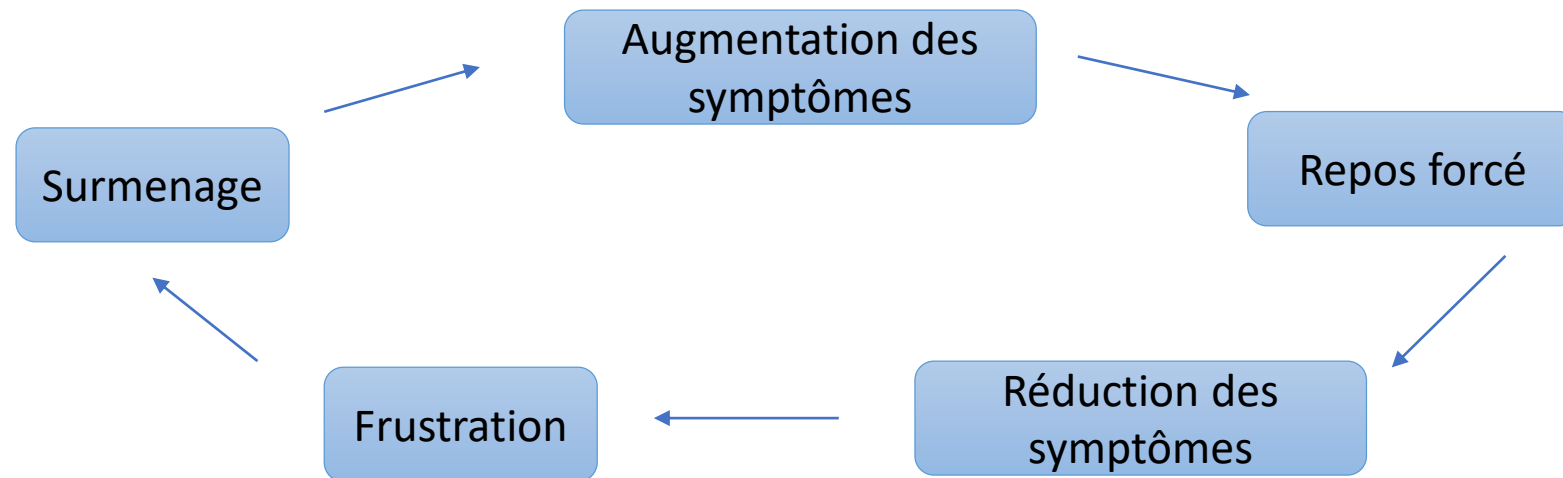 Augmentation des
symptômes
Repos forcé
Surmenage
Réduction des
symptômes
Frustration